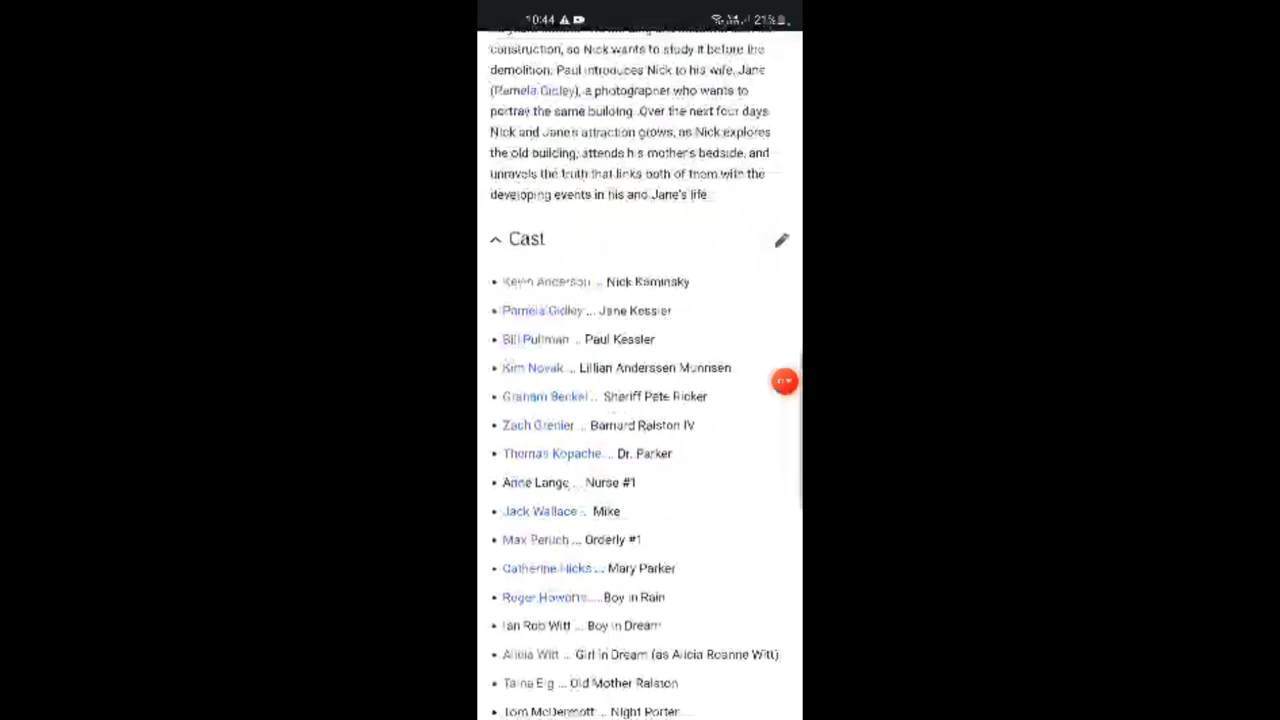 10:44 21%
construction, so Nick wants to study it before the
demolition. Paul introduces Nick to his wife, Jane
(Pamela Gidley), a photographer who wants to
portray the same building. Over the next four days
Nick and Jane's attraction grows, as Nick explores
the old building, attends his mother's bedside, and
unravels the truth that links both of them with the
developing events in his and Jane's life.
Cast
• Kevin Anderson ... Nick Kaminsky
• Pamela Gidley ... Jane Kessler
• Bill Pullman ... Paul Kessler
• Kim Novak ... Lillian Anderssen Munnsen
• Graham Beckel ... Sheriff Pete Ricker
• Zach Grenier ... Barnard Ralston IV
• Thomas Kopache ... Dr. Parker
• Anne Lange ... Nurse #1
• Jack Wallace ... Mike
• Max Peruch ... Orderly #1
• Catherine Hicks ... Mary Parker
• Roger ... Boy in Rain
• Ian Rob Witt ... Boy in Dream
• Alicia Witt ... Girl in Dream (as Alicia Roanne Witt)
• Taina Elg ... Old Mother Ralston
• Tom McDermott ... Night Porter